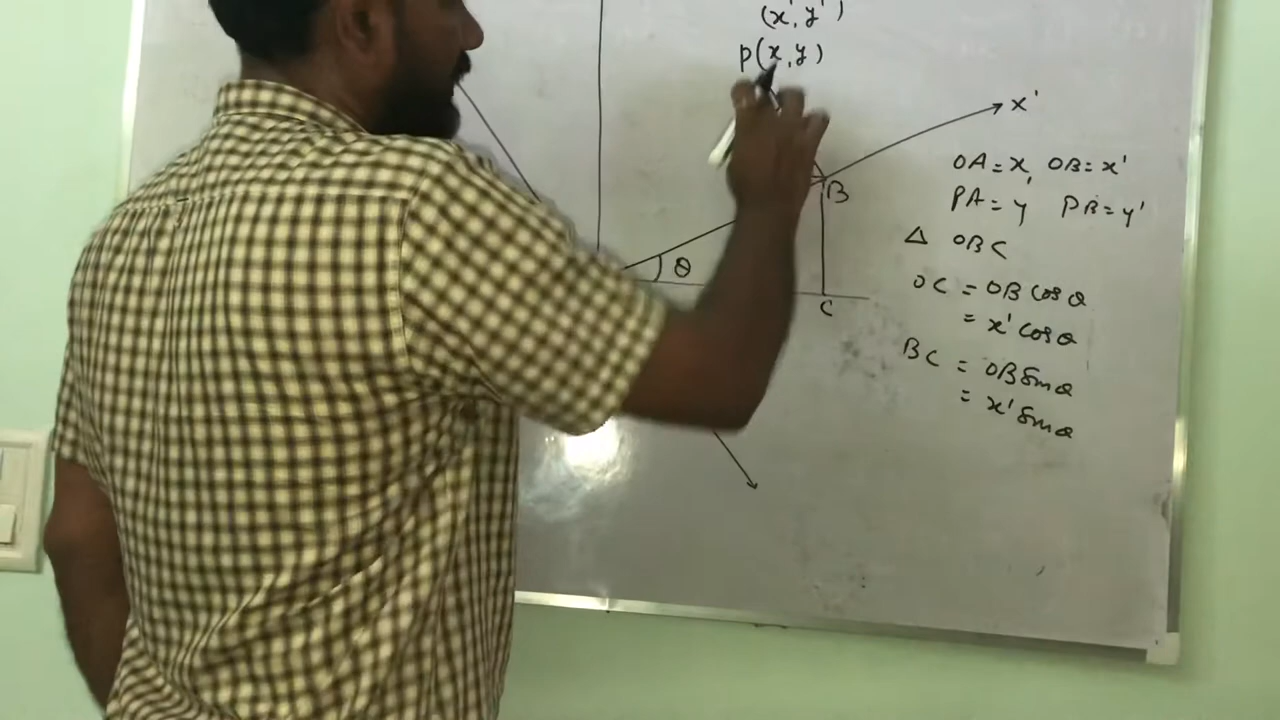 (x', y')
P(x, y)
x'
B
θ
C
OA = x, OB = x'
PA = y PB = y'
Δ OBC
OC = OB cos θ
= x' cos θ
BC = OB sin θ
= x' sin θ